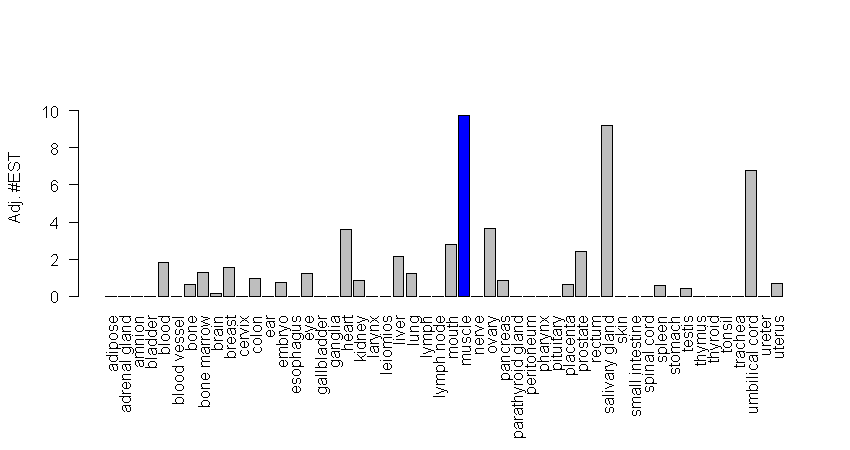 Adj. #EST
10
8
6
4
2
0
adipose
adrenal gland
amnion
bladder
blood
blood vessel
bone
bone marrow
brain
breast
cervix
colon
ear
embryo
esophagus
eye
gallbladder
ganglia
heart
kidney
larynx
leiomios
liver
lung
lymph
lymph node
mouth
muscle
nerve
ovary
pancreas
parathyroid gland
peritoneum
pharynx
pituitary
placenta
prostate
rectum
salivary gland
skin
small intestine
spinal cord
spleen
stomach
testis
thymus
thyroid
tonsil
trachea
umbilical cord
ureter
uterus